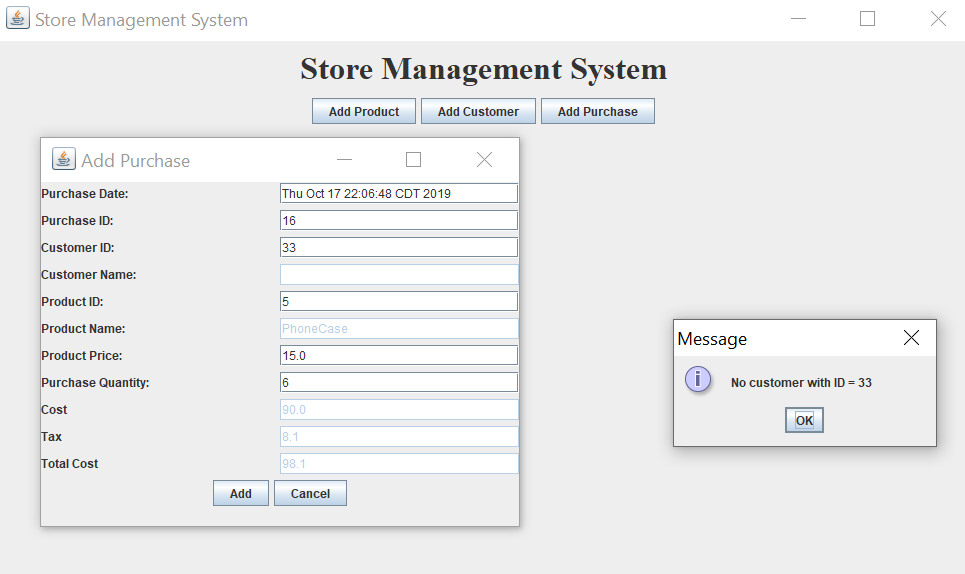 Store Management System
Store Management System
Add Product Add Customer Add Purchase
Add Purchase
Purchase Date: Thu Oct 17 22:06:48 CDT 2019
Purchase ID: 16
Customer ID: 33
Customer Name:
Product ID: 5
Product Name: PhoneCase
Product Price: 15.0
Purchase Quantity: 6
Cost 90.0
Tax 8.1
Total Cost 98.1
Add Cancel
Message
i No customer with ID = 33
OK